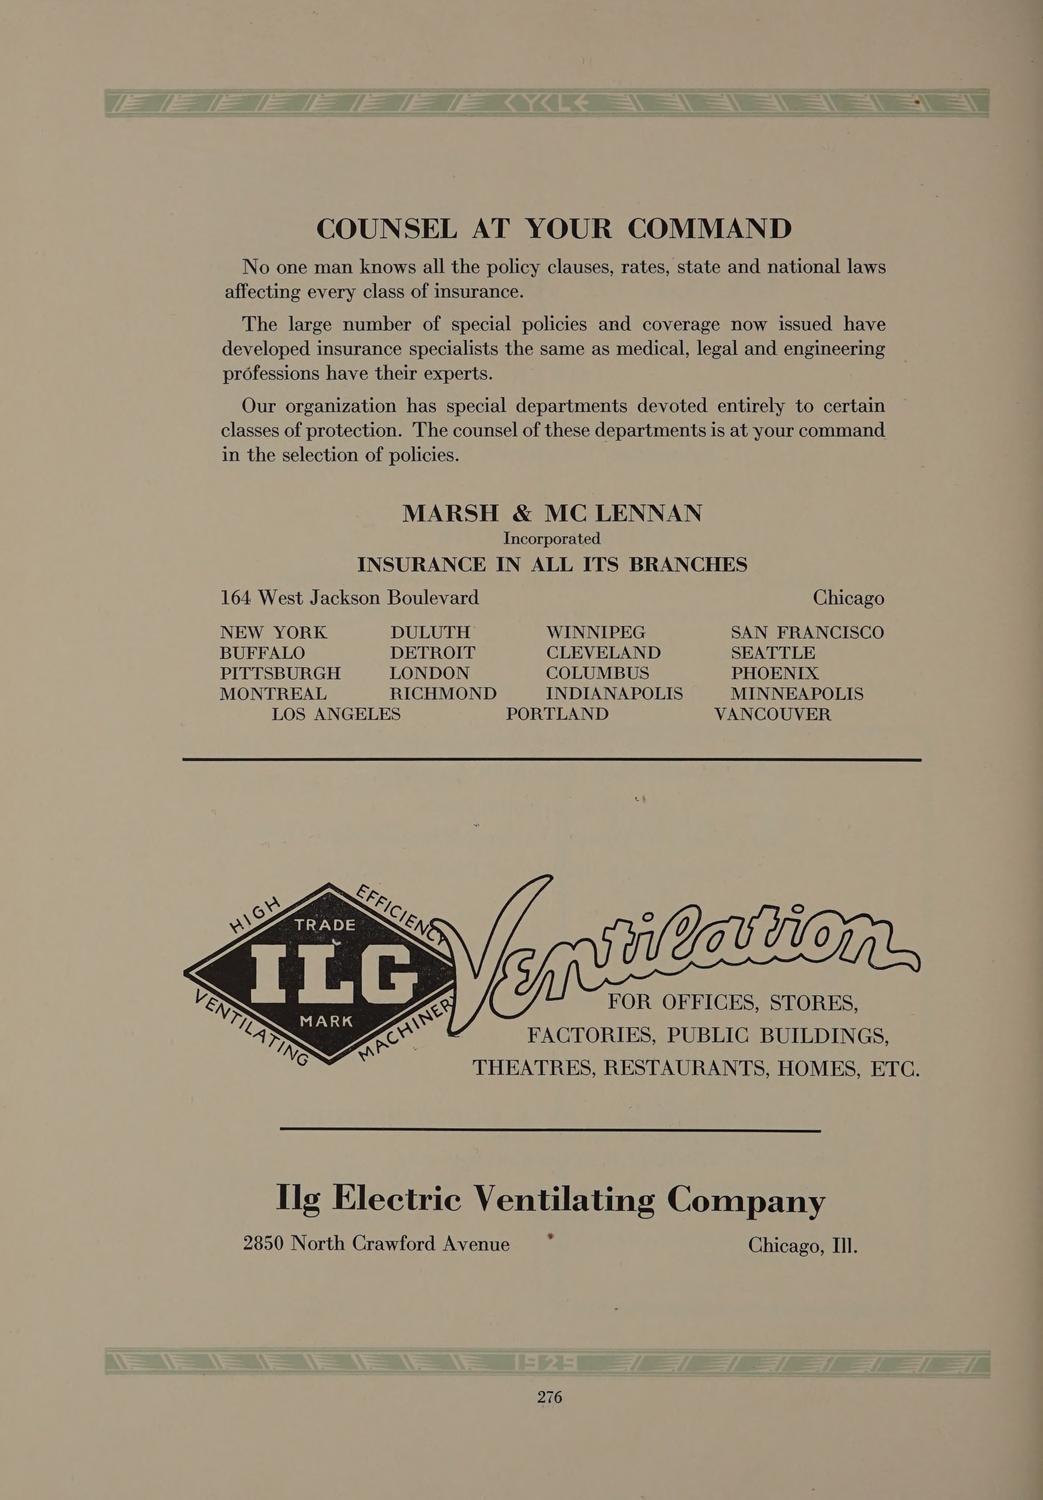 CYCLE
COUNSEL AT YOUR COMMAND
No one man knows all the policy clauses, rates, state and national laws
affecting every class of insurance.
The large number of special policies and coverage now issued have
developed insurance specialists the same as medical, legal and engineering
professions have their experts.
Our organization has special departments devoted entirely to certain
classes of protection. The counsel of these departments is at your command
in the selection of policies.
MARSH & MC LENNAN
Incorporated
INSURANCE IN ALL ITS BRANCHES
164 West Jackson Boulevard Chicago
NEW YORK DULUTH WINNIPEG SAN FRANCISCO
BUFFALO DETROIT CLEVELAND SEATTLE
PITTSBURGH LONDON COLUMBUS PHOENIX
MONTREAL RICHMOND INDIANAPOLIS MINNEAPOLIS
LOS ANGELES PORTLAND VANCOUVER
HIGH EFFICIENCY
TRADE
ILG
MARK
VENTILATING MACHINERY
Ventilation
FOR OFFICES, STORES,
FACTORIES, PUBLIC BUILDINGS,
THEATRES, RESTAURANTS, HOMES, ETC.
Ilg Electric Ventilating Company
2850 North Crawford Avenue Chicago, Ill.
1929
276